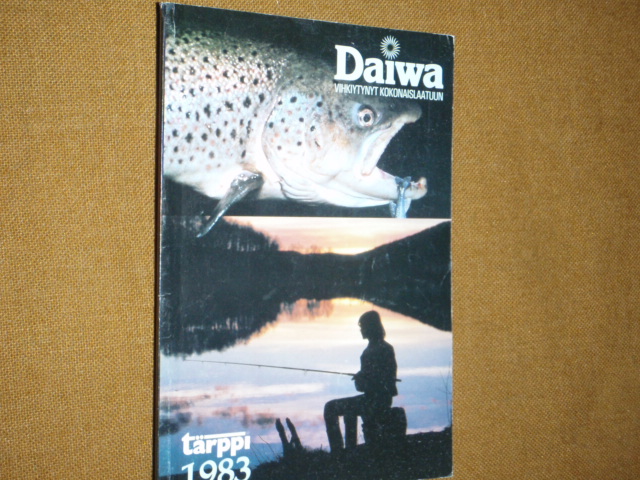 Daiwa
VIHKIYTYNYT KOKONAISLAATUUN
tärppi
1983